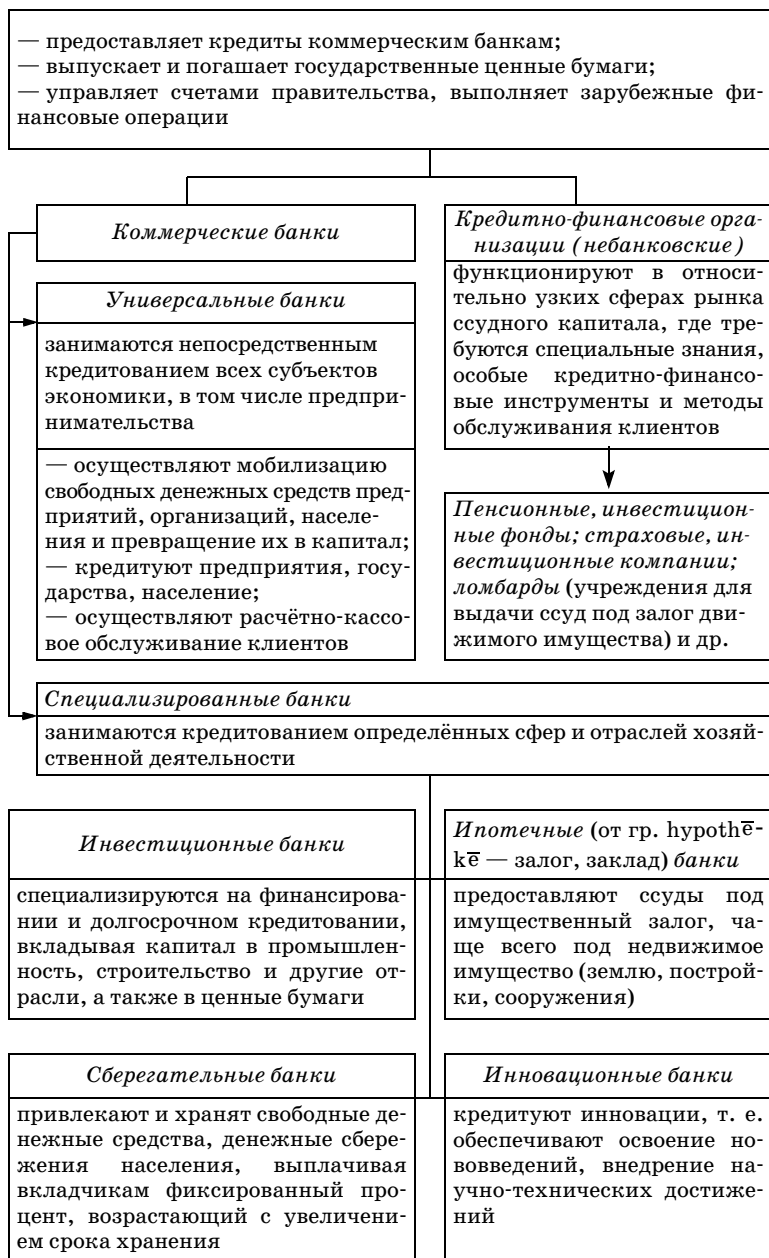 — предоставляет кредиты коммерческим банкам;
— выпускает и погашает государственные ценные бумаги;
— управляет счетами правительства, выполняет зарубежные фи-
нансовые операции
Коммерческие банки
Кредитно-финансовые орга-
низации (небанковские)
функционируют в относи-
тельно узких сферах рынка
ссудного капитала, где тре-
буются специальные знания,
особые кредитно-финансо-
вые инструменты и методы
обслуживания клиентов
Универсальные банки
занимаются непосредственным
кредитованием всех субъектов
экономики, в том числе предпри-
нимательства
— осуществляют мобилизацию
свободных денежных средств пред-
приятий, организаций, населе-
ния и превращение их в капитал;
— кредитуют предприятия, госу-
дарства, население;
— осуществляют расчётно-кассо-
вое обслуживание клиентов
Пенсионные, инвестицион-
ные фонды; страховые, ин-
вестиционные компании;
ломбарды (учреждения для
выдачи ссуд под залог дви-
жимого имущества) и др.
Специализированные банки
занимаются кредитованием определённых сфер и отраслей хозяй-
ственной деятельности
Инвестиционные банки
специализируются на финансирова-
нии и долгосрочном кредитовании,
вкладывая капитал в промышлен-
ность, строительство и другие от-
расли, а также в ценные бумаги
Ипотечные (от гр. hypothē-
kē — залог, заклад) банки
предоставляют ссуды под
имущественный залог, ча-
ще всего под недвижимое
имущество (землю, построй-
ки, сооружения)
Сберегательные банки
привлекают и хранят свободные де-
нежные средства, денежные сбере-
жения населения, выплачивая
вкладчикам фиксированный про-
цент, возрастающий с увеличени-
ем срока хранения
Инновационные банки
кредитуют инновации, т. е.
обеспечивают освоение но-
вовведений, внедрение на-
учно-технических достиже-
ний